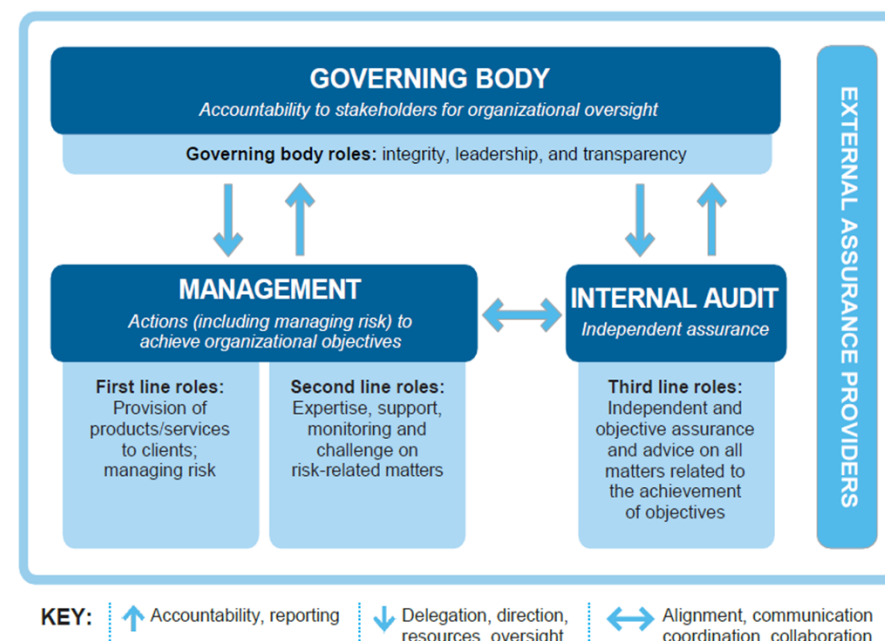 GOVERNING BODY
Accountability to stakeholders for organizational oversight
Governing body roles: integrity, leadership, and transparency
MANAGEMENT
Actions (including managing risk) to
achieve organizational objectives
First line roles:
Provision of
products/services
to clients;
managing risk
Second line roles:
Expertise, support,
monitoring and
challenge on
risk-related matters
INTERNAL AUDIT
Independent assurance
Third line roles:
Independent and
objective assurance
and advice on all
matters related to
the achievement
of objectives
EXTERNAL ASSURANCE PROVIDERS
KEY:
Accountability, reporting
Delegation, direction,
resources, oversight
Alignment, communication
coordination, collaboration